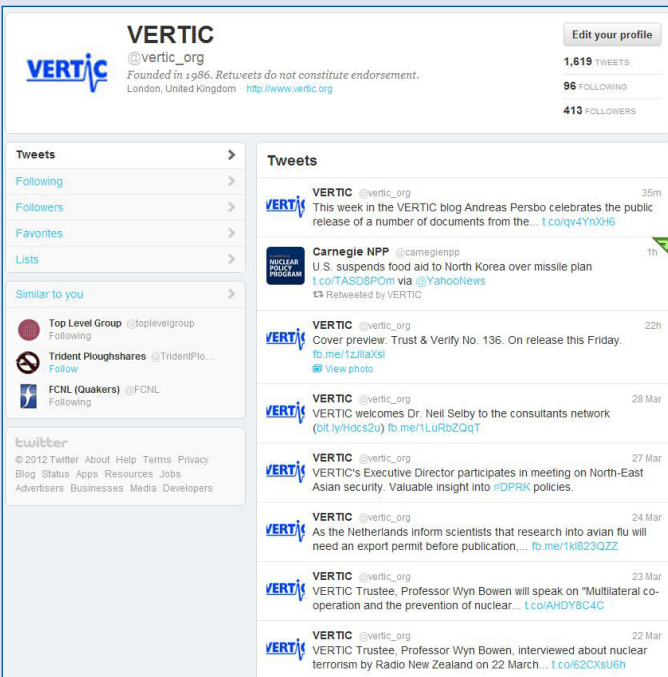 VERTIC
VERTIC
@vertic_org
Founded in 1986. Retweets do not constitute endorsement.
London, United Kingdom · http://www.vertic.org
Edit your profile
1,619 TWEETS
96 FOLLOWING
413 FOLLOWERS
Tweets
Following
Followers
Favorites
Lists
Similar to you
Top Level Group @toplevelgroup
Following
Trident Ploughshares @TridentPlo...
Follow
FCNL (Quakers) @FCNL
Following
twitter
© 2012 Twitter About Help Terms Privacy
Blog Status Apps Resources Jobs
Advertisers Businesses Media Developers
Tweets
VERTIC
VERTIC @vertic_org 35m
This week in the VERTIC blog Andreas Persbo celebrates the public
release of a number of documents from the... t.co/qv4YnXH6
CARNEGIE
NUCLEAR
POLICY
PROGRAM
Carnegie NPP @carnegienpp 1h
U.S. suspends food aid to North Korea over missile plan
t.co/TASD8POm via @YahooNews
Retweeted by VERTIC
VERTIC
VERTIC @vertic_org 22h
Cover preview: Trust & Verify No. 136. On release this Friday.
fb.me/1zJIlaXsl
View photo
VERTIC
VERTIC @vertic_org 28 Mar
VERTIC welcomes Dr. Neil Selby to the consultants network
(bit.ly/Hdcs2u) fb.me/1LuRbZQqT
VERTIC
VERTIC @vertic_org 27 Mar
VERTIC's Executive Director participates in meeting on North-East
Asian security. Valuable insight into #DPRK policies.
VERTIC
VERTIC @vertic_org 24 Mar
As the Netherlands inform scientists that research into avian flu will
need an export permit before publication,... fb.me/1kl823QZZ
VERTIC
VERTIC @vertic_org 23 Mar
VERTIC Trustee, Professor Wyn Bowen will speak on "Multilateral co-
operation and the prevention of nuclear... t.co/AHDY8C4C
VERTIC
VERTIC @vertic_org 22 Mar
VERTIC Trustee, Professor Wyn Bowen, interviewed about nuclear
terrorism by Radio New Zealand on 22 March... t.co/62CXsU6h